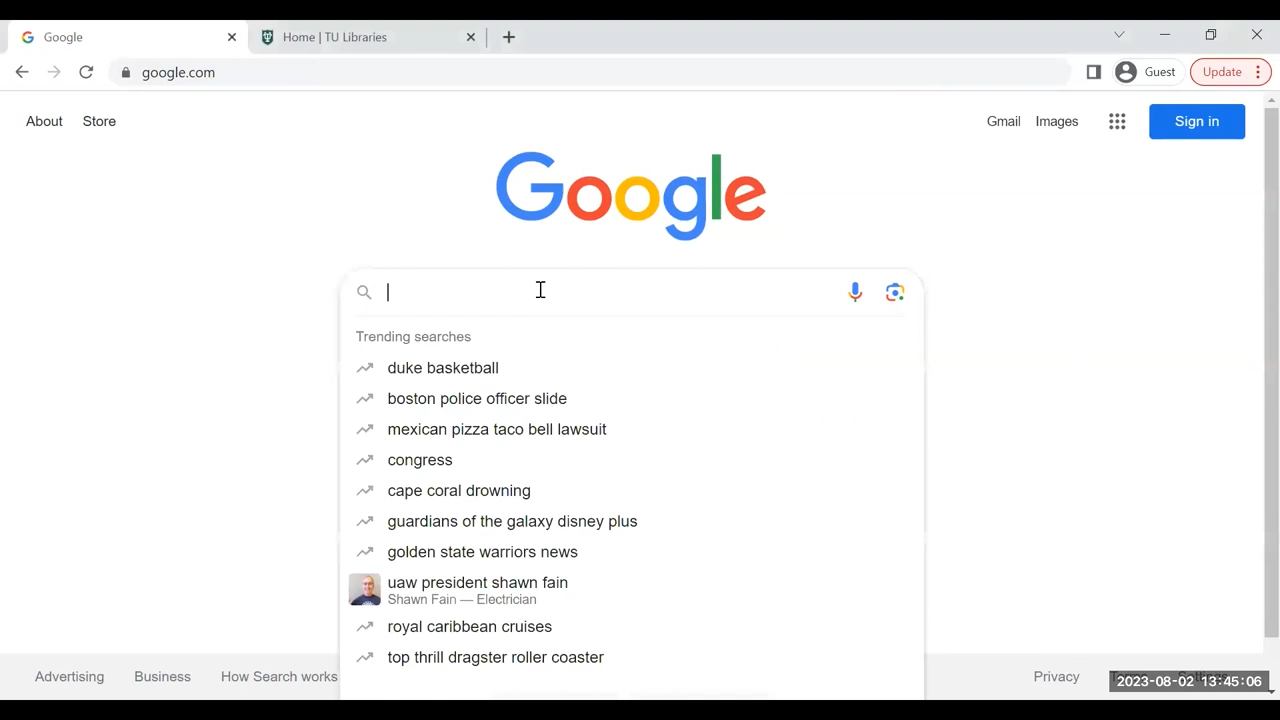 Google
Home | TU Libraries
google.com
Guest
Update
About
Store
Gmail
Images
Sign in
Google
Trending searches
duke basketball
boston police officer slide
mexican pizza taco bell lawsuit
congress
cape coral drowning
guardians of the galaxy disney plus
golden state warriors news
uaw president shawn fain
Shawn Fain — Electrician
royal caribbean cruises
top thrill dragster roller coaster
Advertising
Business
How Search works
Privacy
2023-08-02 13:45:06